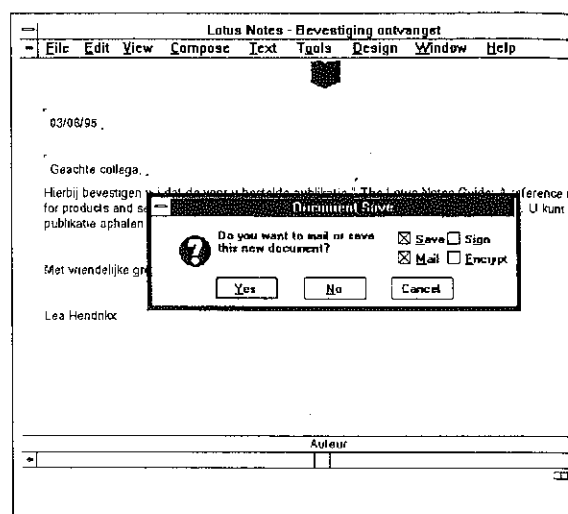 Lotus Notes - Bevestiging ontvangst
File Edit View Compose Text Tools Design Window Help
03/08/95
Geachte collega,
Hierbij bevestigen wij dat de voor u bestelde publikatie " The Lotus Notes Guide: A reference
for products and U kunt
publikatie aphalen
Document Save
Do you want to mail or save
this new document?
Save Sign
Mail Encrypt
Yes No Cancel
Met vriendelijke
Lea Hendrikx
Auteur